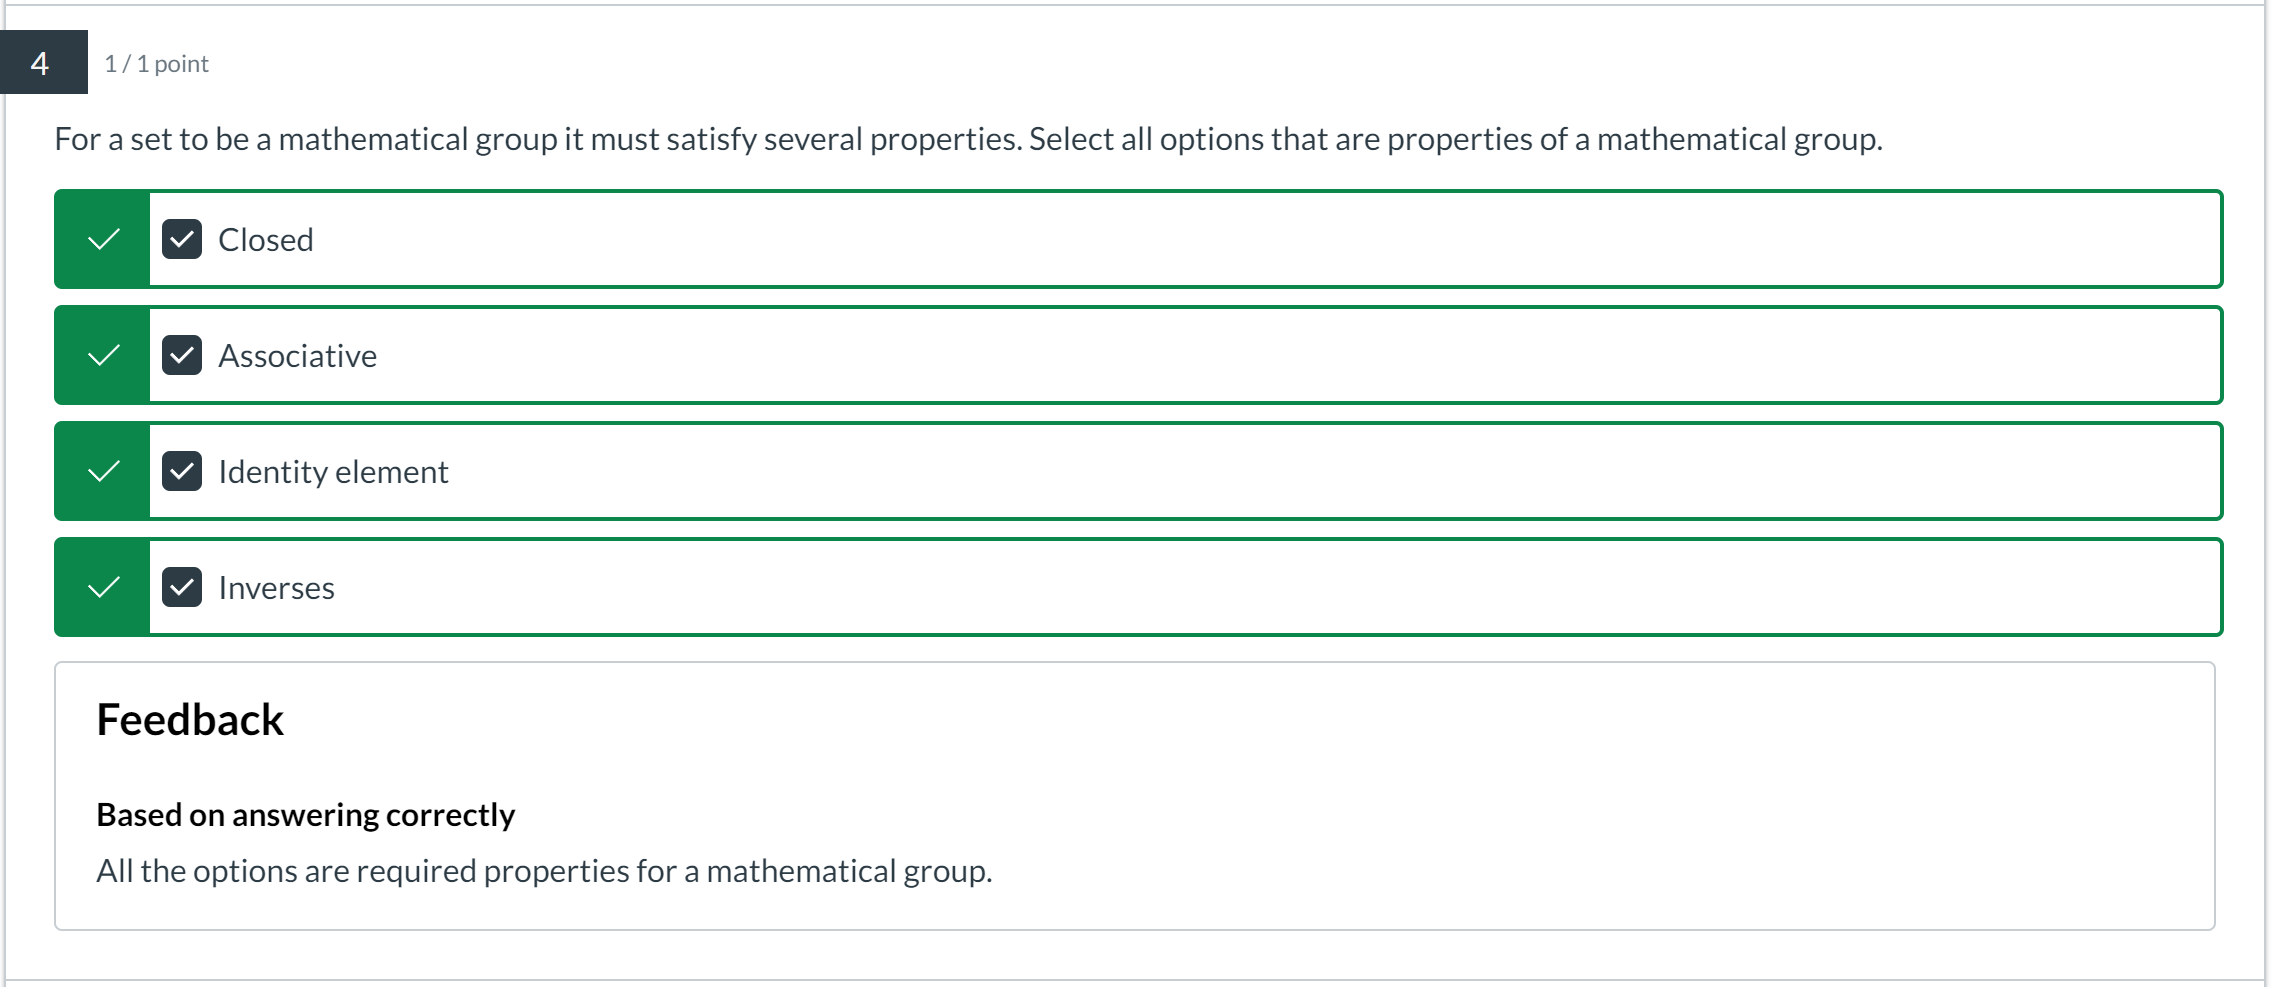 4
1 / 1 point
For a set to be a mathematical group it must satisfy several properties. Select all options that are properties of a mathematical group.
Closed
Associative
Identity element
Inverses
Feedback
Based on answering correctly
All the options are required properties for a mathematical group.